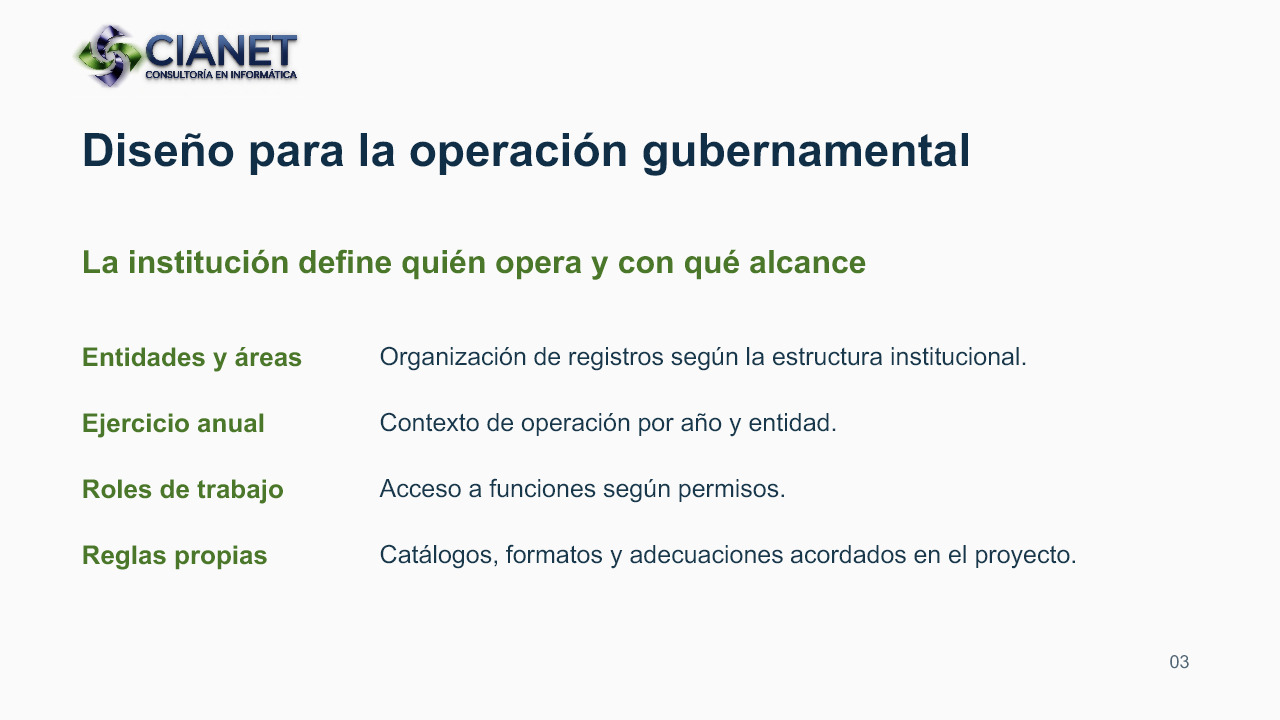 CIANET
CONSULTORÍA EN INFORMÁTICA
Diseño para la operación gubernamental
La institución define quién opera y con qué alcance
Entidades y áreas Organización de registros según la estructura institucional.
Ejercicio anual Contexto de operación por año y entidad.
Roles de trabajo Acceso a funciones según permisos.
Reglas propias Catálogos, formatos y adecuaciones acordados en el proyecto.
03